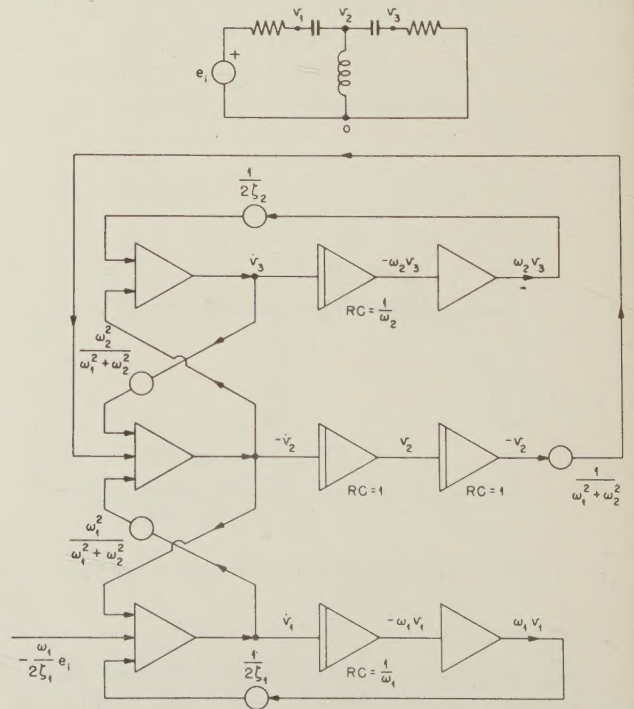 v₁ v₂ v₃
+
eᵢ
0
1/2ζ₂
v̇₃ -ω₂v₃ ω₂v₃
RC=1/ω₂
ω₂²/ω₁²+ω₂²
-v̇₂ v₂ -v₂
RC=1 RC=1
1/ω₁²+ω₂²
ω₁²/ω₁²+ω₂²
v̇₁ -ω₁v₁ ω₁v₁
-ω₁/2ζ₁ eᵢ
1/2ζ₁
RC=1/ω₁